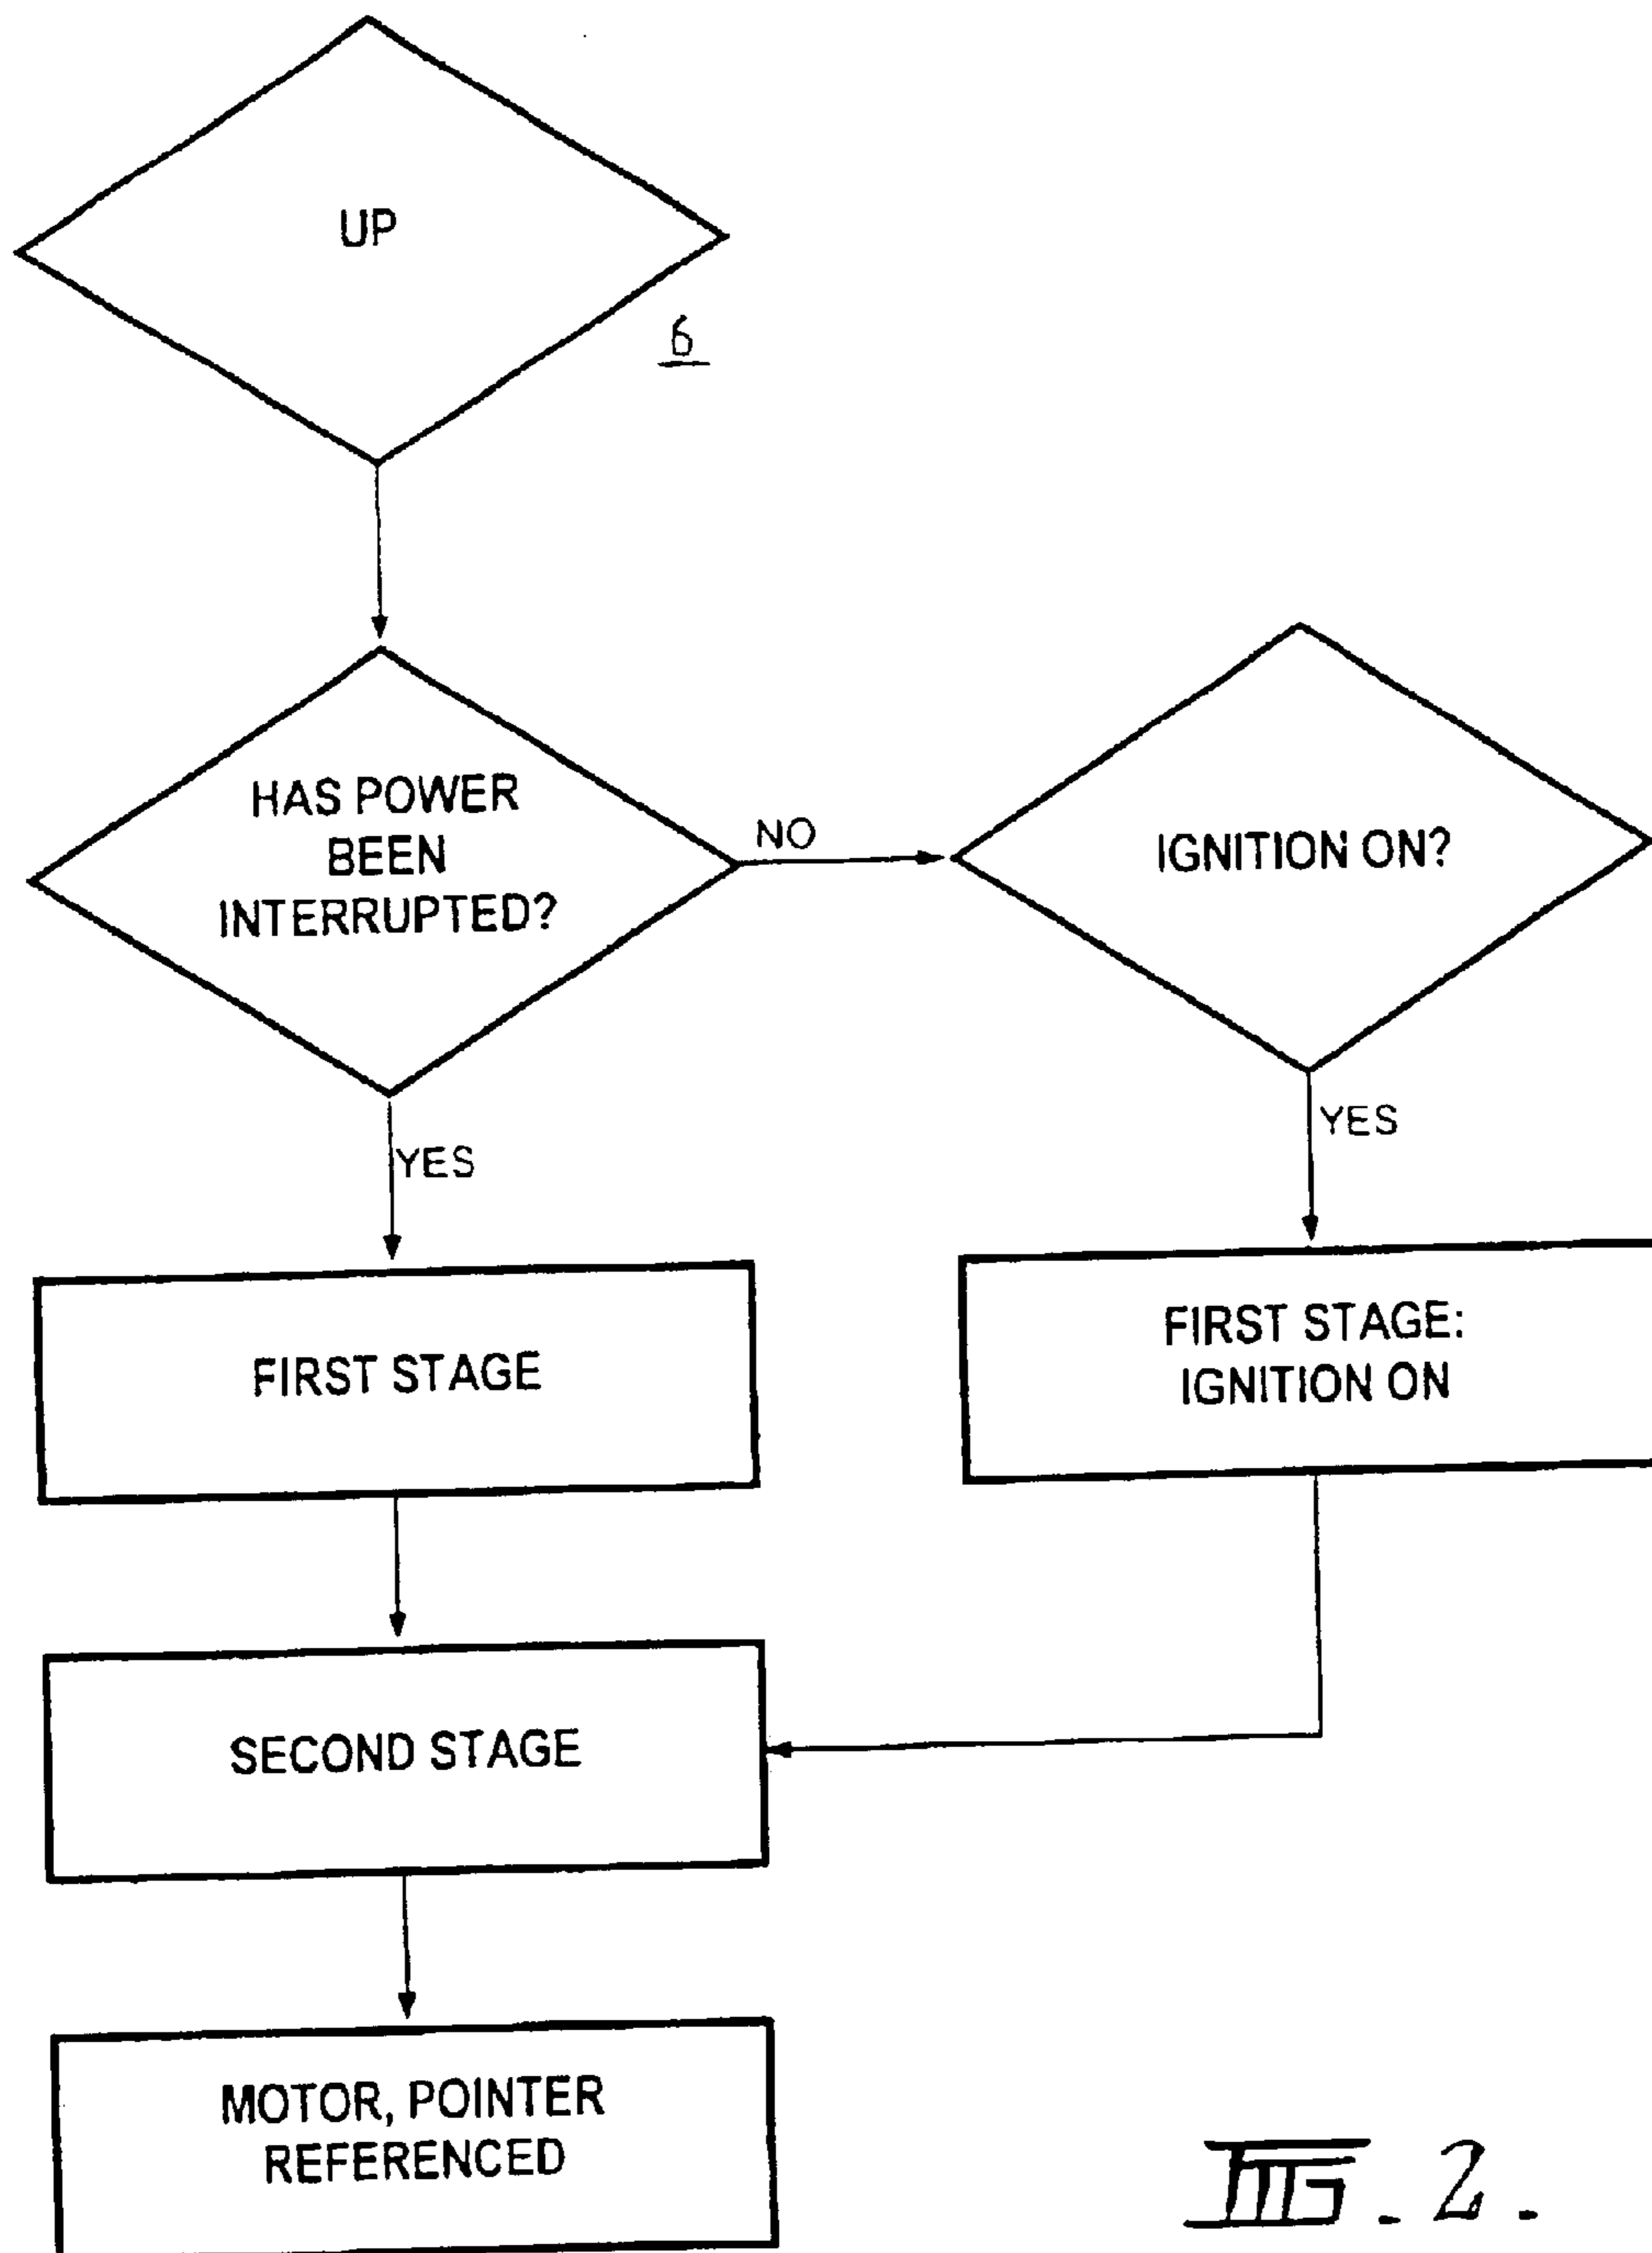 UP
6
HAS POWER
BEEN
INTERRUPTED?
NO
IGNITION ON?
YES
YES
FIRST STAGE
FIRST STAGE:
IGNITION ON
SECOND STAGE
MOTOR, POINTER
REFERENCED
FIG. 2.